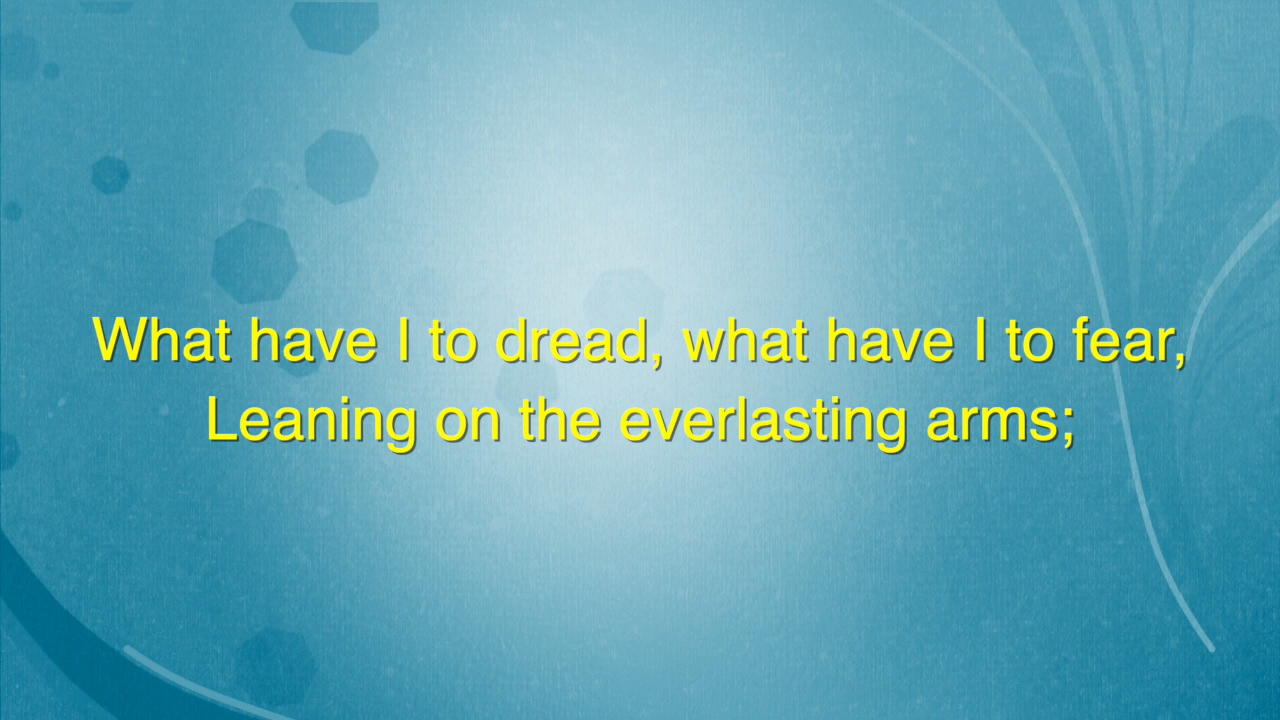 What have I to dread, what have I to fear,
Leaning on the everlasting arms;